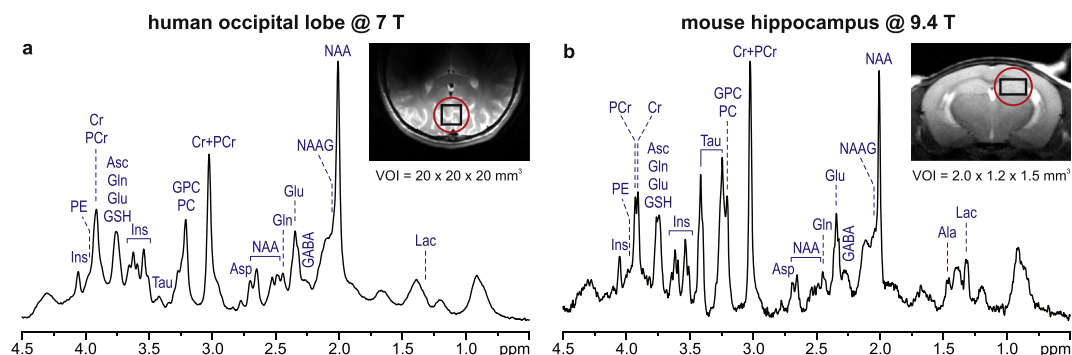 human occipital lobe @ 7 T
a
NAA
Cr
PCr
Asc
Gln
Glu
GSH
PE
Ins
Ins
Tau
GPC
PC
Cr+PCr
NAAG
Glu
Gln
NAA
Asp
GABA
Lac
VOI = 20 x 20 x 20 mm³
4.5 4.0 3.5 3.0 2.5 2.0 1.5 1.0 ppm
mouse hippocampus @ 9.4 T
b
Cr+PCr
NAA
PCr
Cr
GPC
PC
Asc
Gln
Glu
GSH
Tau
NAAG
PE
Ins
Ins
Glu
Gln
NAA
Asp
GABA
Lac
Ala
VOI = 2.0 x 1.2 x 1.5 mm³
4.5 4.0 3.5 3.0 2.5 2.0 1.5 1.0 ppm